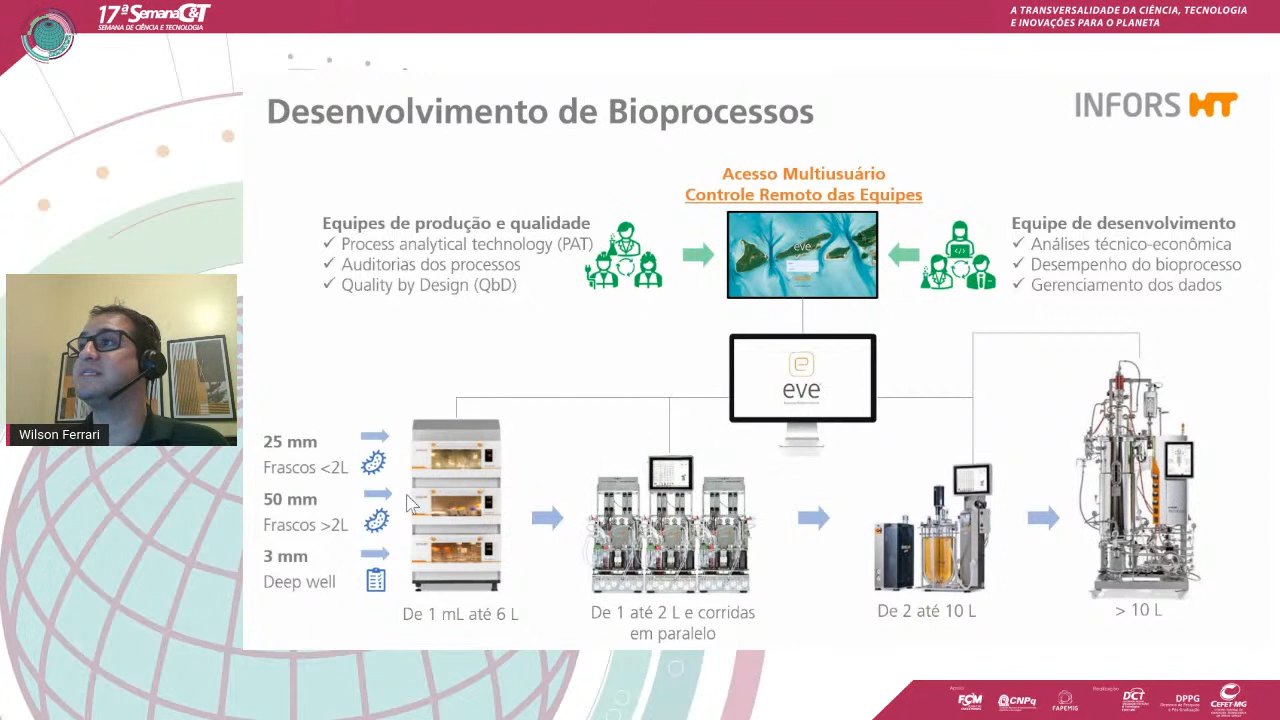 17ª SemanaC&T
SEMANA DE CIÊNCIA E TECNOLOGIA
A TRANSVERSALIDADE DA CIÊNCIA, TECNOLOGIA
E INOVAÇÕES PARA O PLANETA
Desenvolvimento de Bioprocessos
INFORS HT
Acesso Multiusuário
Controle Remoto das Equipes
Equipes de produção e qualidade
✓ Process analytical technology (PAT)
✓ Auditorias dos processos
✓ Quality by Design (QbD)
eve
Equipe de desenvolvimento
✓ Análises técnico-econômica
✓ Desempenho do bioprocesso
✓ Gerenciamento dos dados
eve
Wilson Ferrari
25 mm
Frascos <2L
50 mm
Frascos >2L
3 mm
Deep well
De 1 mL até 6 L
De 1 até 2 L e corridas
em paralelo
De 2 até 10 L
> 10 L
Apoio
FCM
CNPq
FAPEMIG
Realização
DCT
DPPG
CEFET-MG